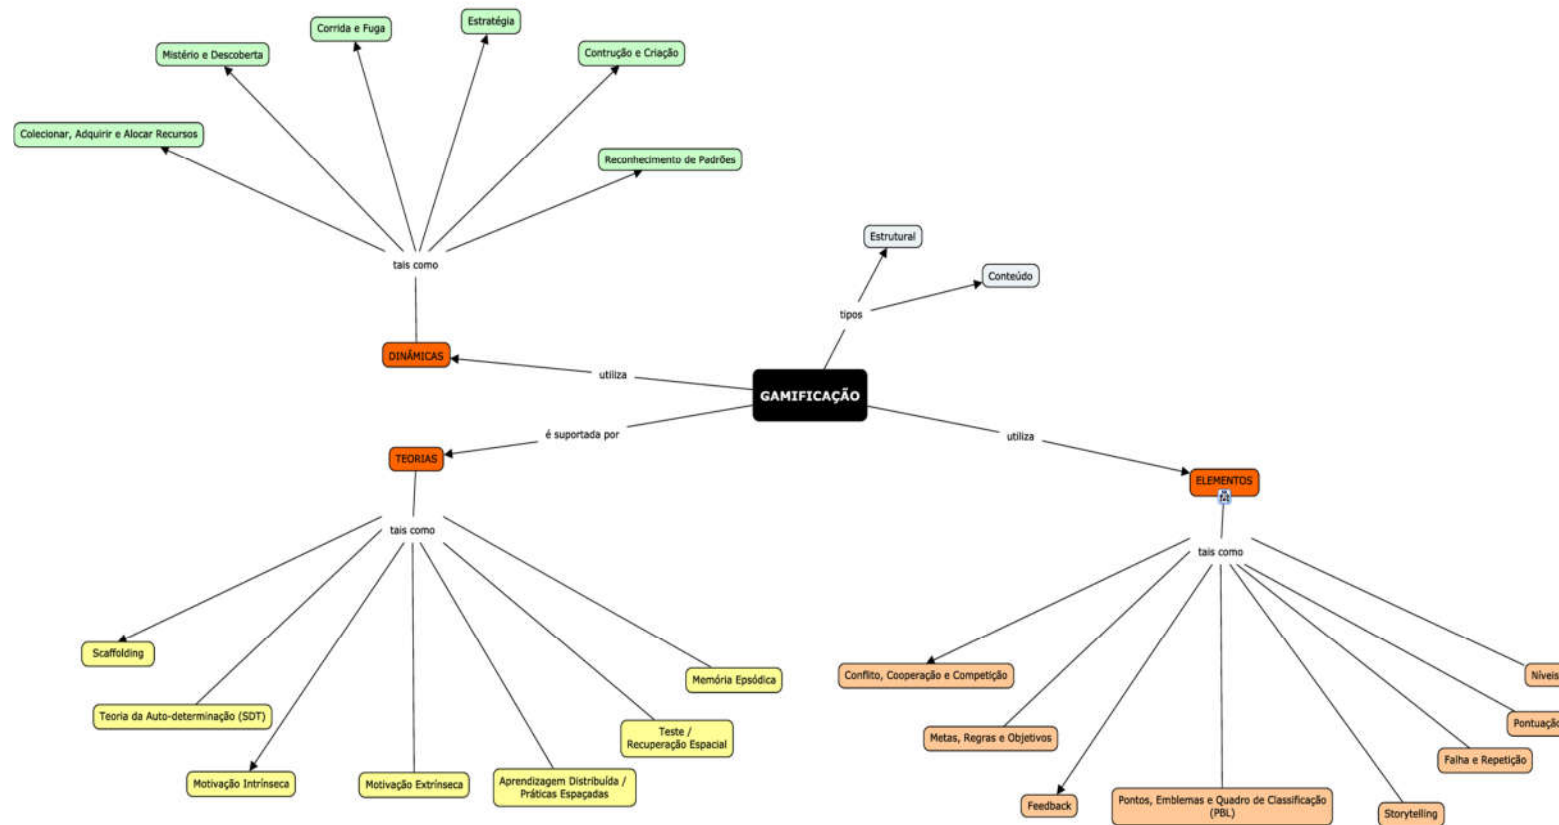 Estratégia
Corrida e Fuga
Mistério e Descoberta
Contrução e Criação
Colecionar, Adquirir e Alocar Recursos
Reconhecimento de Padrões
tais como
Estrutural
Conteúdo
tipos
DINÂMICAS
utiliza
GAMIFICAÇÃO
é suportada por
utiliza
TEORIAS
ELEMENTOS
tais como
tais como
Scaffolding
Memória Epsódica
Teoria da Auto-determinação (SDT)
Teste /
Recuperação Espacial
Motivação Intrínseca
Motivação Extrínseca
Aprendizagem Distribuída /
Práticas Espaçadas
Conflito, Cooperação e Competição
Níveis
Pontuação
Metas, Regras e Objetivos
Falha e Repetição
Feedback
Pontos, Emblemas e Quadro de Classificação
(PBL)
Storytelling